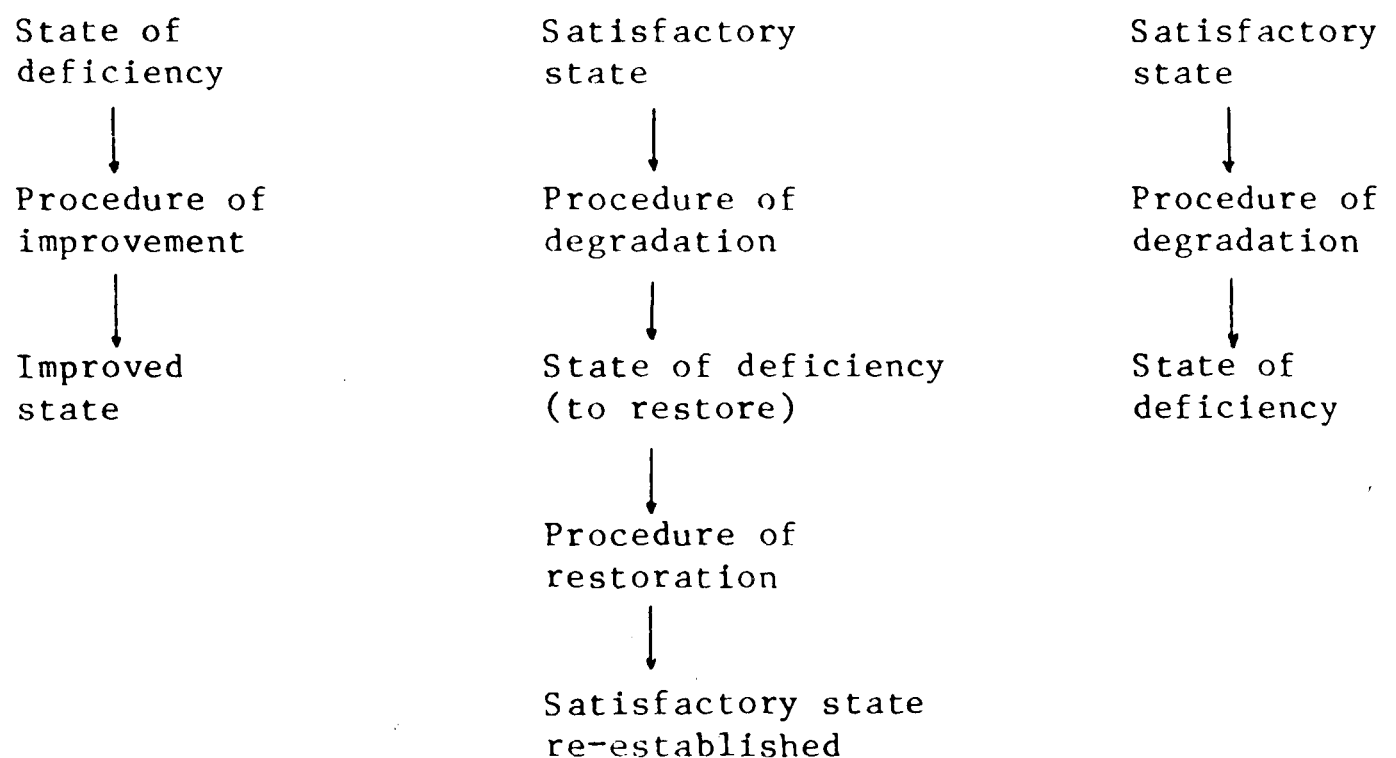 State of
deficiency
Procedure of
improvement
Improved
state
Satisfactory
state
Procedure of
degradation
State of deficiency
(to restore)
Procedure of
restoration
Satisfactory state
re-established
Satisfactory
state
Procedure of
degradation
State of
deficiency